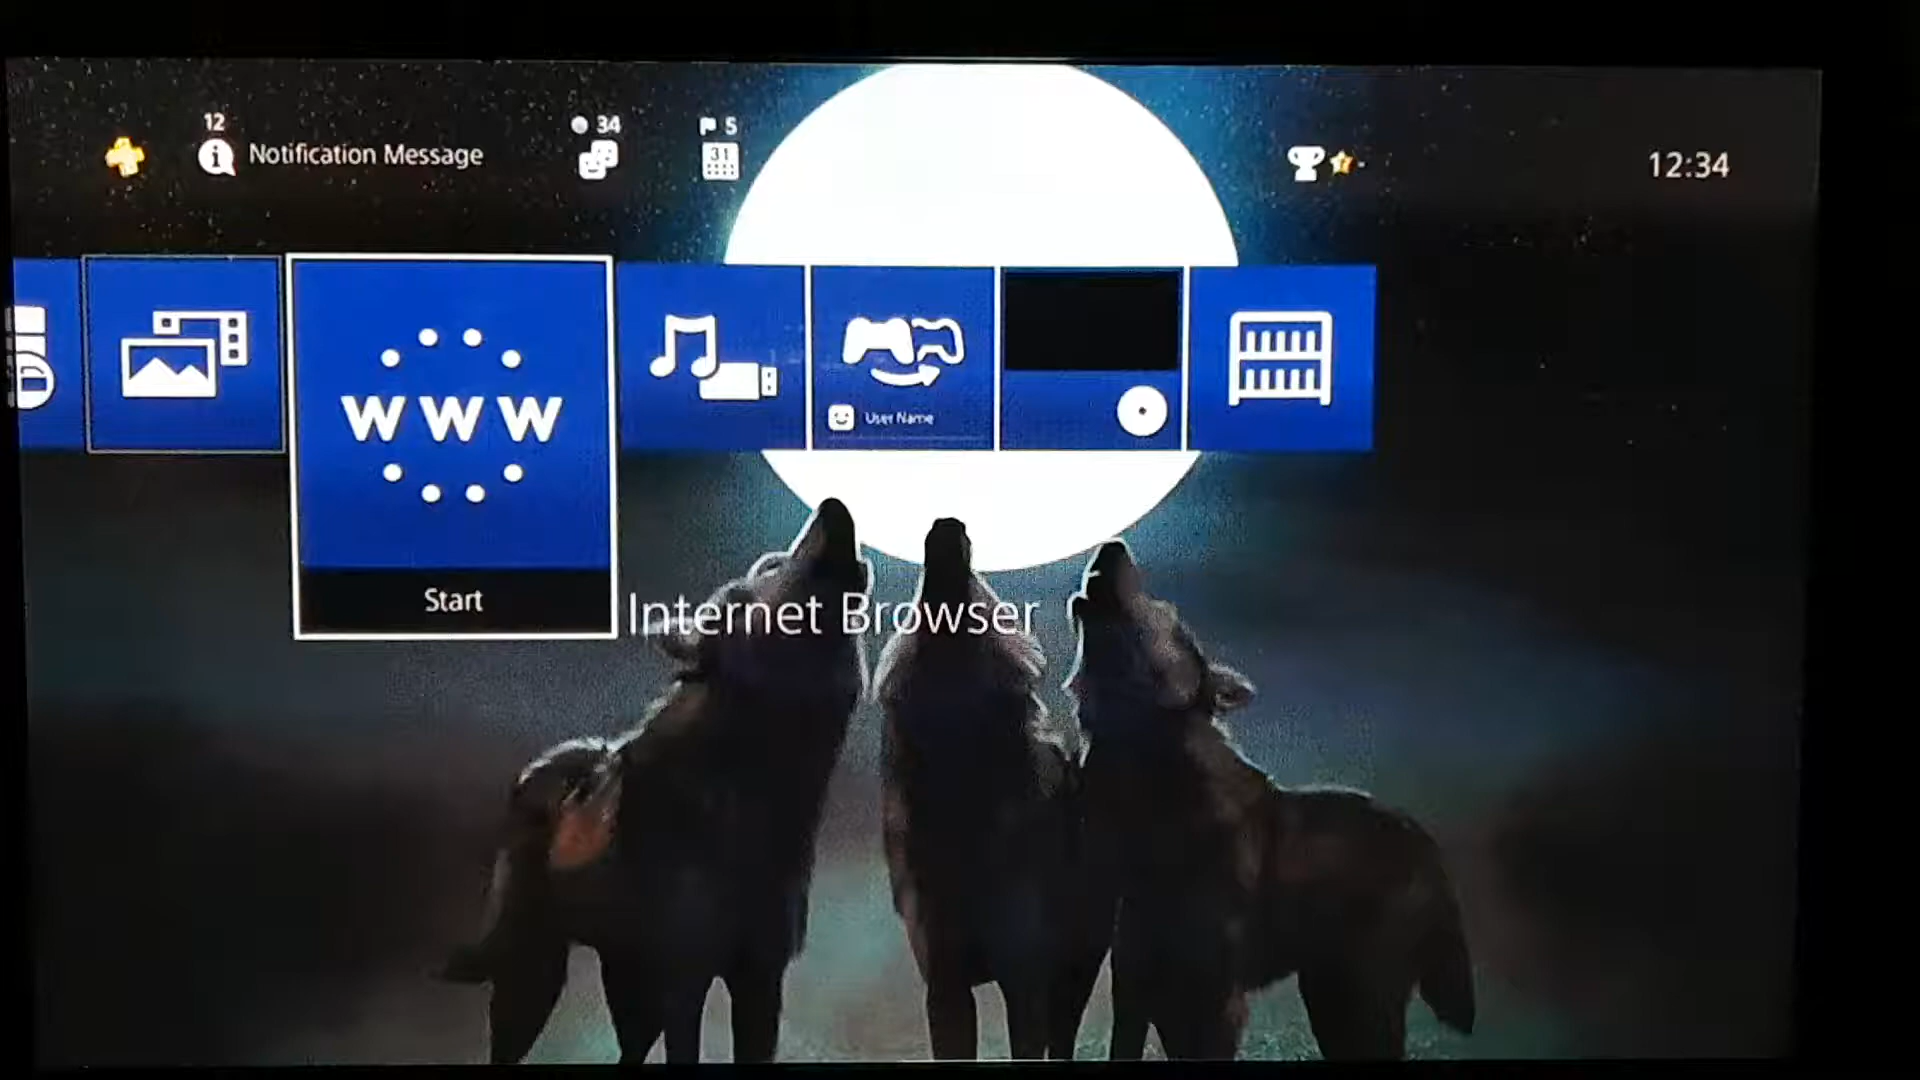 12
Notification Message
34
5
31
12:34
WWW
User Name
Start
Internet Browser